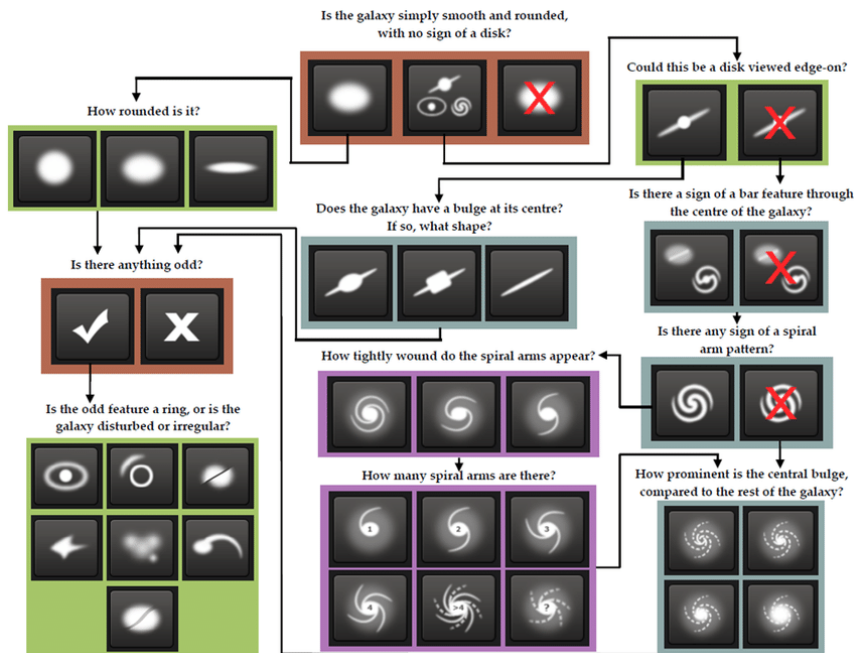 Is the galaxy simply smooth and rounded,
with no sign of a disk?
Could this be a disk viewed edge-on?
How rounded is it?
Is there a sign of a bar feature through
the centre of the galaxy?
Does the galaxy have a bulge at its centre?
If so, what shape?
Is there anything odd?
Is there any sign of a spiral
arm pattern?
How tightly wound do the spiral arms appear?
Is the odd feature a ring, or is the
galaxy disturbed or irregular?
How many spiral arms are there?
How prominent is the central bulge,
compared to the rest of the galaxy?
1
2
3
4
>4
?